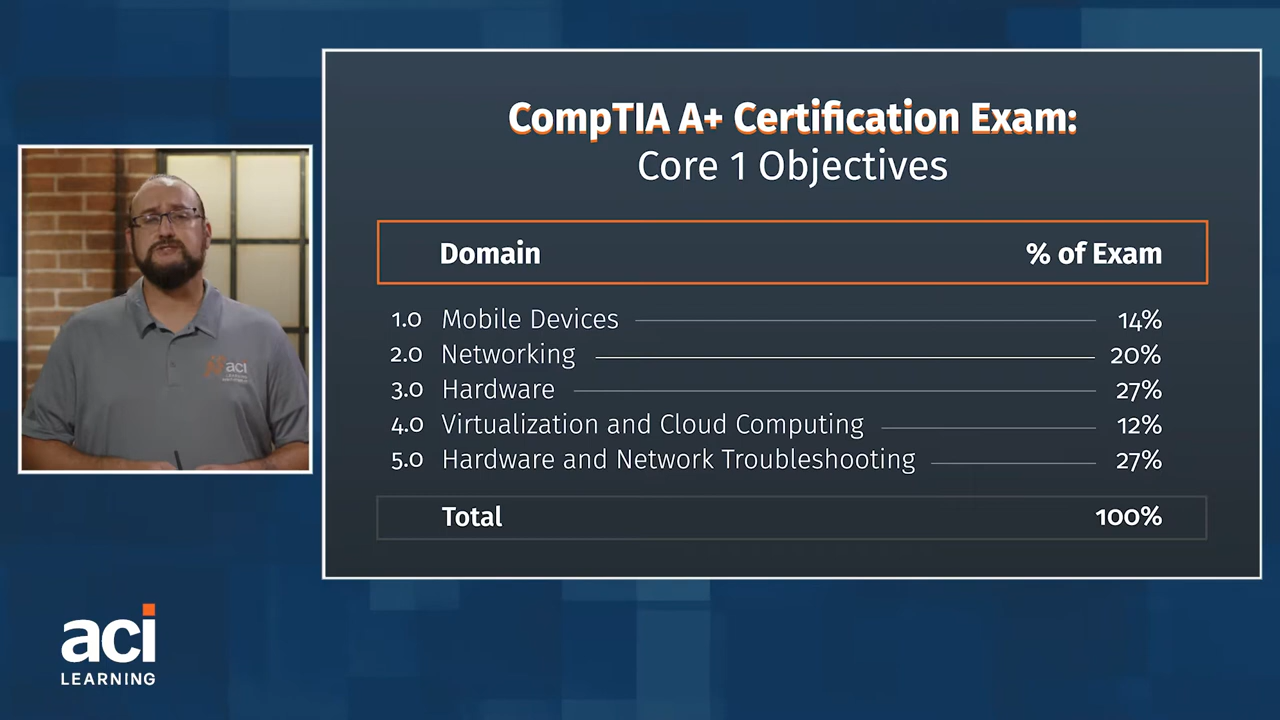 CompTIA A+ Certification Exam:
Core 1 Objectives
Domain % of Exam
1.0 Mobile Devices 14%
2.0 Networking 20%
3.0 Hardware 27%
4.0 Virtualization and Cloud Computing 12%
5.0 Hardware and Network Troubleshooting 27%
Total 100%
aci
aci
LEARNING